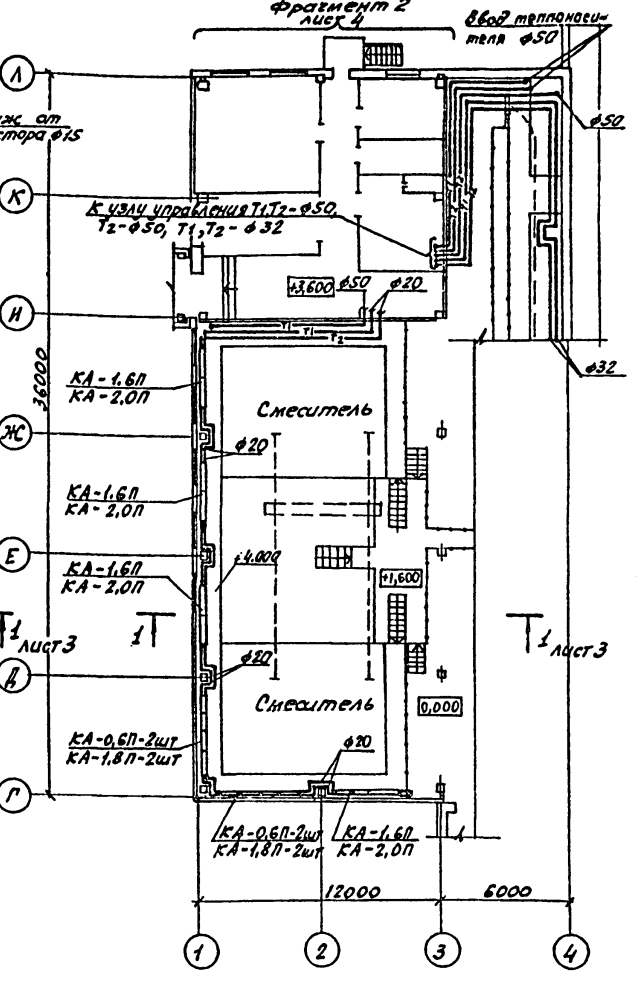 фрагмент 2
лист 4
Ввод теплоноси-
теля ф50
Л
ф50
К
К узлу управления Т1,Т2-ф50,
Т2-ф50, Т1,Т2-ф32
+3,600
ф50
ф20
И
Т1
Т1
Т2
ф32
36000
КА-1,6П
КА-2,0П
Смеситель
Ж
ф20
КА-1,6П
КА-2,0П
Е
КА-1,6П
КА-2,0П
+4.000
+1,600
1
лист 3
1
1
лист 3
Д
ф20
Смеситель
0,000
КА-0,6П-2шт
КА-1,8П-2шт
ф20
Г
КА-0,6П-2шт
КА-1,8П-2шт
КА-1,6П
КА-2,0П
12000
6000
1
2
3
4